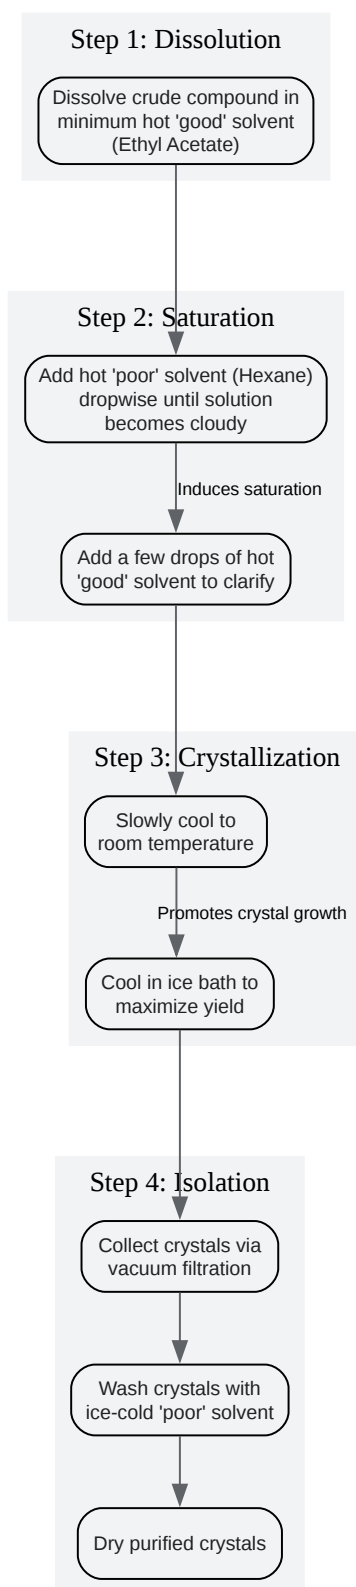 Step 1: Dissolution
Dissolve crude compound in
minimum hot 'good' solvent
(Ethyl Acetate)
Step 2: Saturation
Add hot 'poor' solvent (Hexane)
dropwise until solution
becomes cloudy
Induces saturation
Add a few drops of hot
'good' solvent to clarify
Step 3: Crystallization
Slowly cool to
room temperature
Promotes crystal growth
Cool in ice bath to
maximize yield
Step 4: Isolation
Collect crystals via
vacuum filtration
Wash crystals with
ice-cold 'poor' solvent
Dry purified crystals